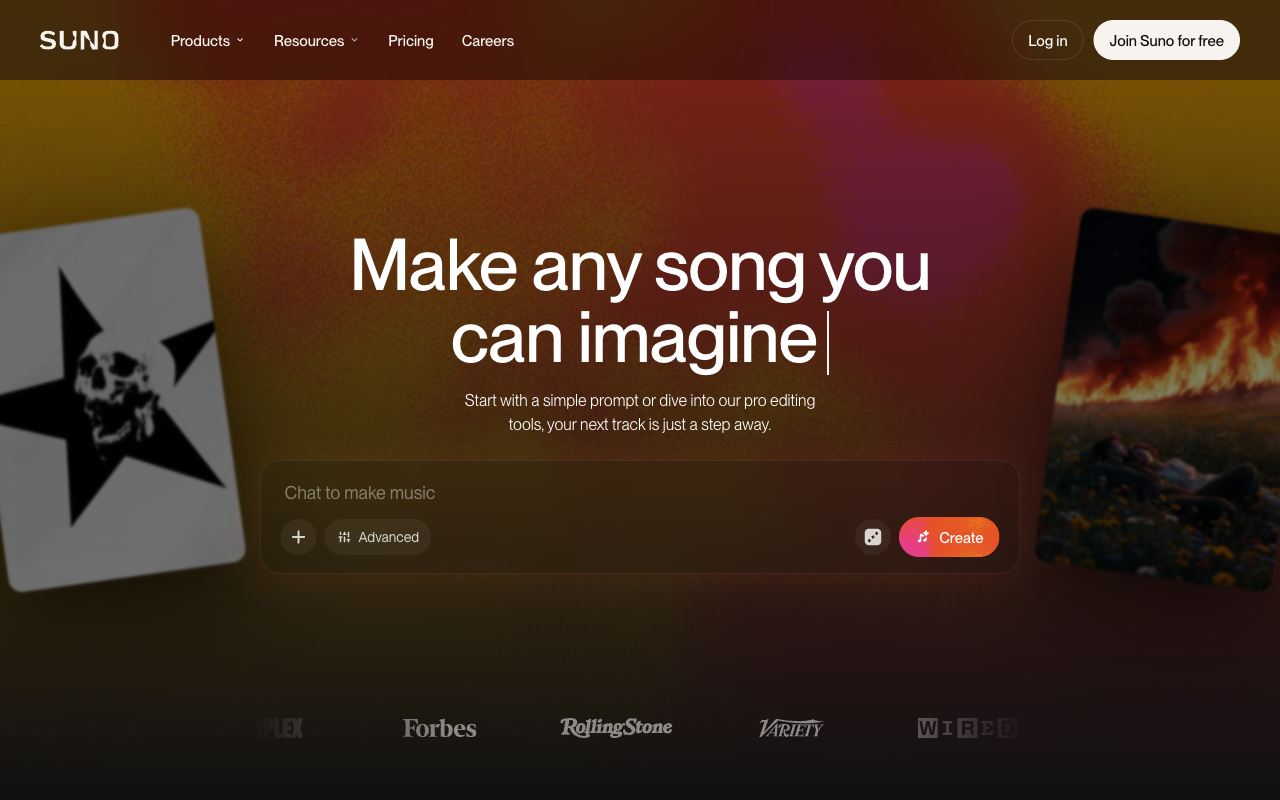 SUNO
Products
Resources
Pricing
Careers
Log in
Join Suno for free
Make any song you
can imagine
Start with a simple prompt or dive into our pro editing
tools, your next track is just a step away.
Chat to make music
Advanced
Create
PLEX
Forbes
RollingStone
VARIETY
WIRED